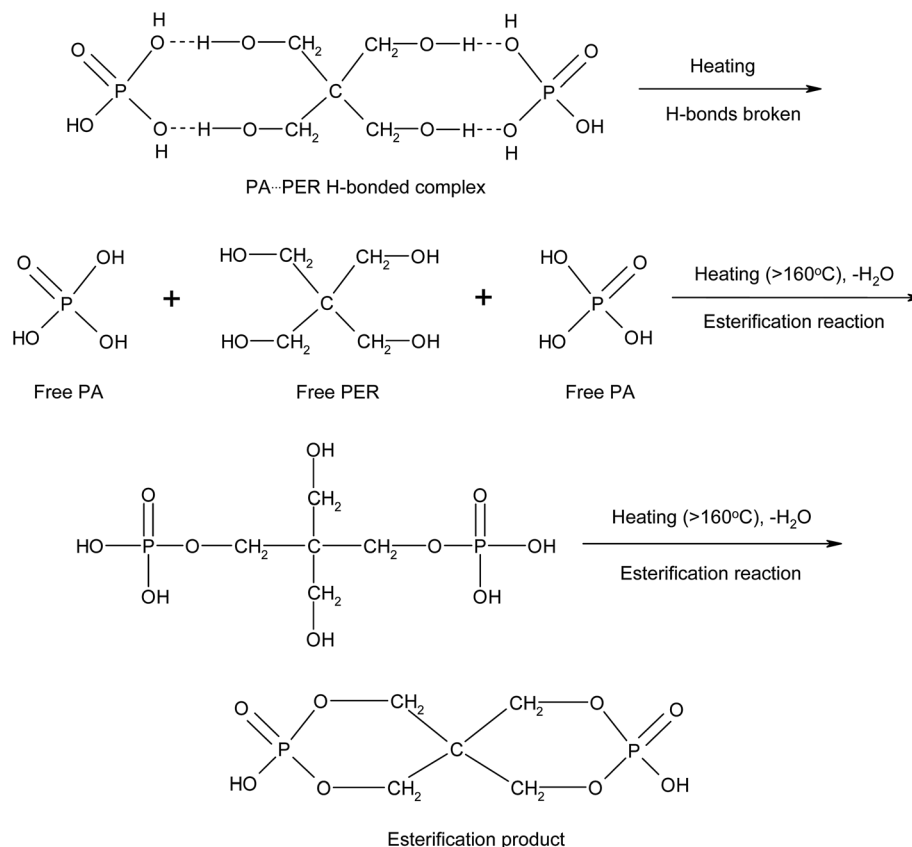 H H
O O---H—O—CH₂ CH₂—O—H---O O
P C P
HO O---H—O—CH₂ CH₂—O—H---O OH
H H
Heating
H-bonds broken
PA···PER H-bonded complex
O OH HO—CH₂ CH₂—OH HO O
P + C + P
HO OH HO—CH₂ CH₂—OH HO OH
Heating (>160°C), -H₂O
Esterification reaction
Free PA Free PER Free PA
OH
O CH₂ O
HO—P—O—CH₂—C—CH₂—O—P—OH
OH CH₂ OH
OH
Heating (>160°C), -H₂O
Esterification reaction
O O—CH₂ CH₂—O O
P C P
HO O—CH₂ CH₂—O OH
Esterification product